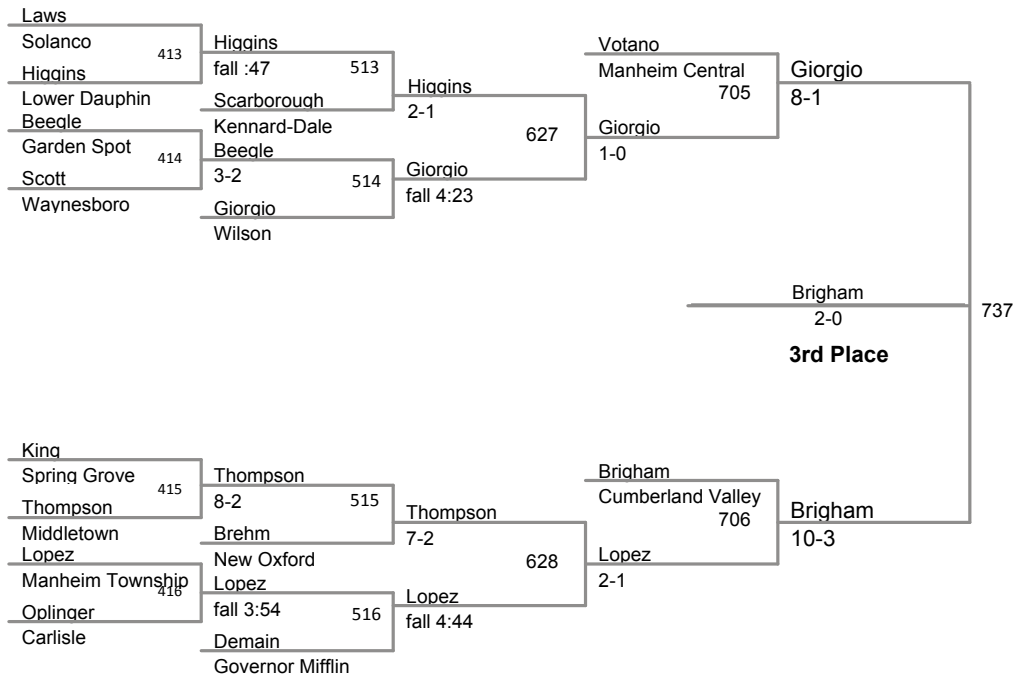 Laws
Solanco
413
Higgins
Lower Dauphin
Higgins
fall :47
513
Scarborough
Kennard-Dale
Beegle
Garden Spot
414
Scott
Waynesboro
Beegle
3-2
514
Giorgio
Wilson
Higgins
2-1
627
Giorgio
fall 4:23
Votano
Manheim Central
705
Giorgio
1-0
Giorgio
8-1
Brigham
2-0
737
3rd Place
King
Spring Grove
415
Thompson
Middletown
Thompson
8-2
515
Brehm
New Oxford
Lopez
Manheim Township
416
Oplinger
Carlisle
Lopez
fall 3:54
516
Demain
Governor Mifflin
Thompson
7-2
628
Lopez
fall 4:44
Brigham
Cumberland Valley
706
Lopez
2-1
Brigham
10-3